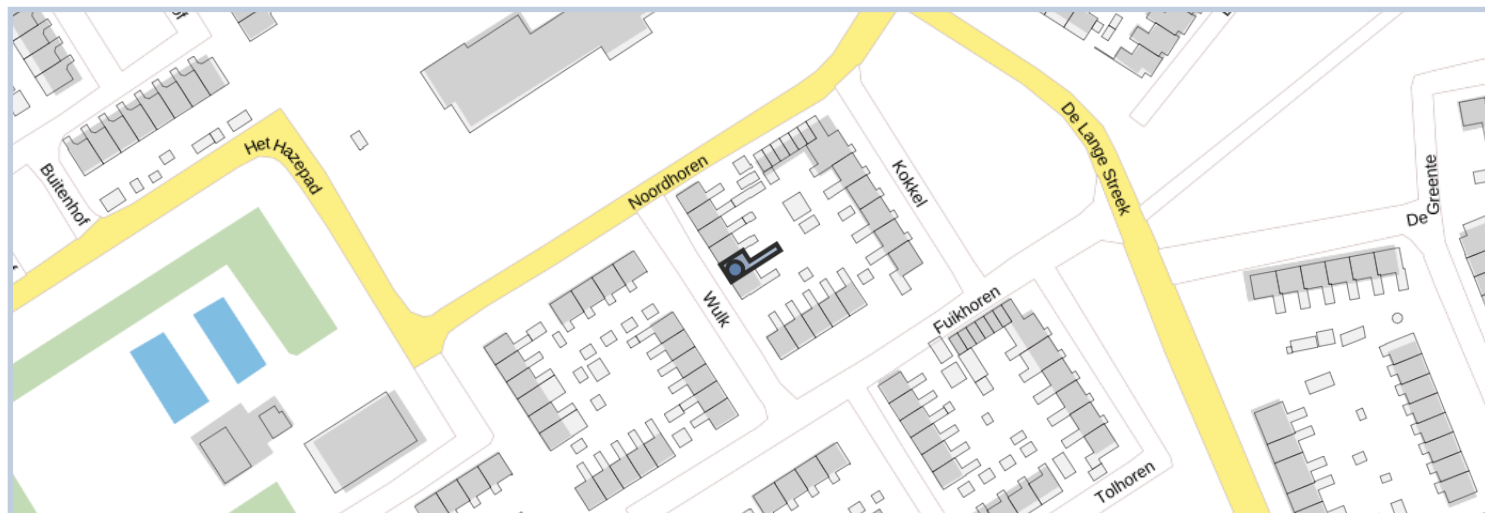 Het Hazepad
Buitenhof
Noordhoren
Kokkel
De Lange Streek
De Greente
Wulk
Fuikhoren
Tolhoren